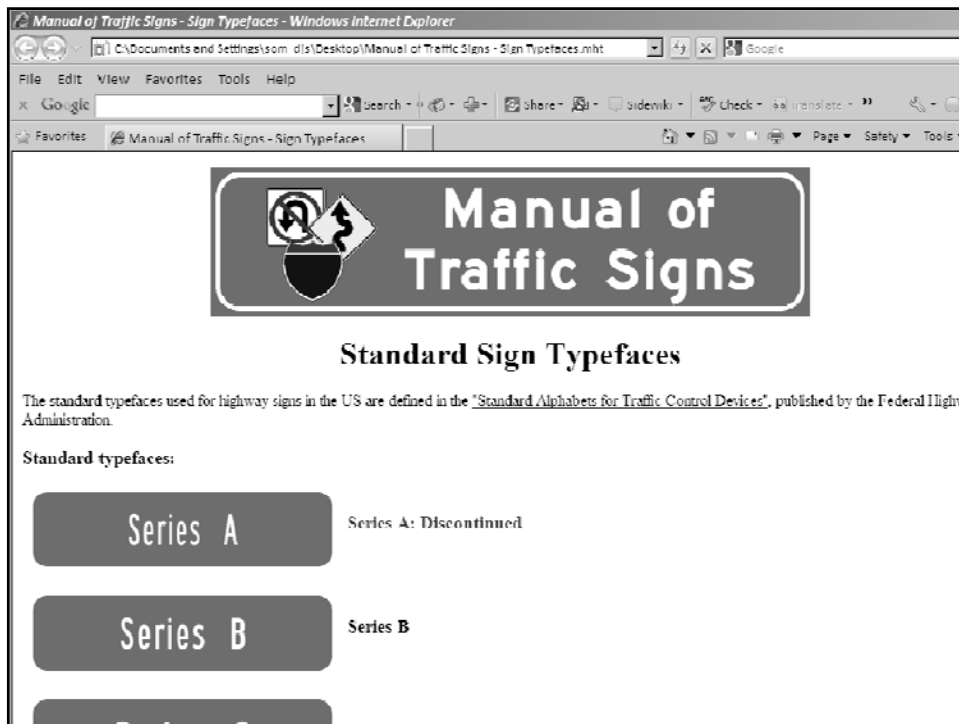 Manual of Traffic Signs - Sign Typefaces - Windows Internet Explorer
C:\Documents and Settings\som_djs\Desktop\Manual of Traffic Signs - Sign Typefaces.mht Google
File Edit View Favorites Tools Help
x Google Search Share Sidewiki Check Translate »
Favorites Manual of Traffic Signs - Sign Typefaces Page Safety Tools
Manual of
Traffic Signs
Standard Sign Typefaces
The standard typefaces used for highway signs in the US are defined in the "Standard Alphabets for Traffic Control Devices", published by the Federal High
Administration.
Standard typefaces:
Series A Series A: Discontinued
Series B Series B